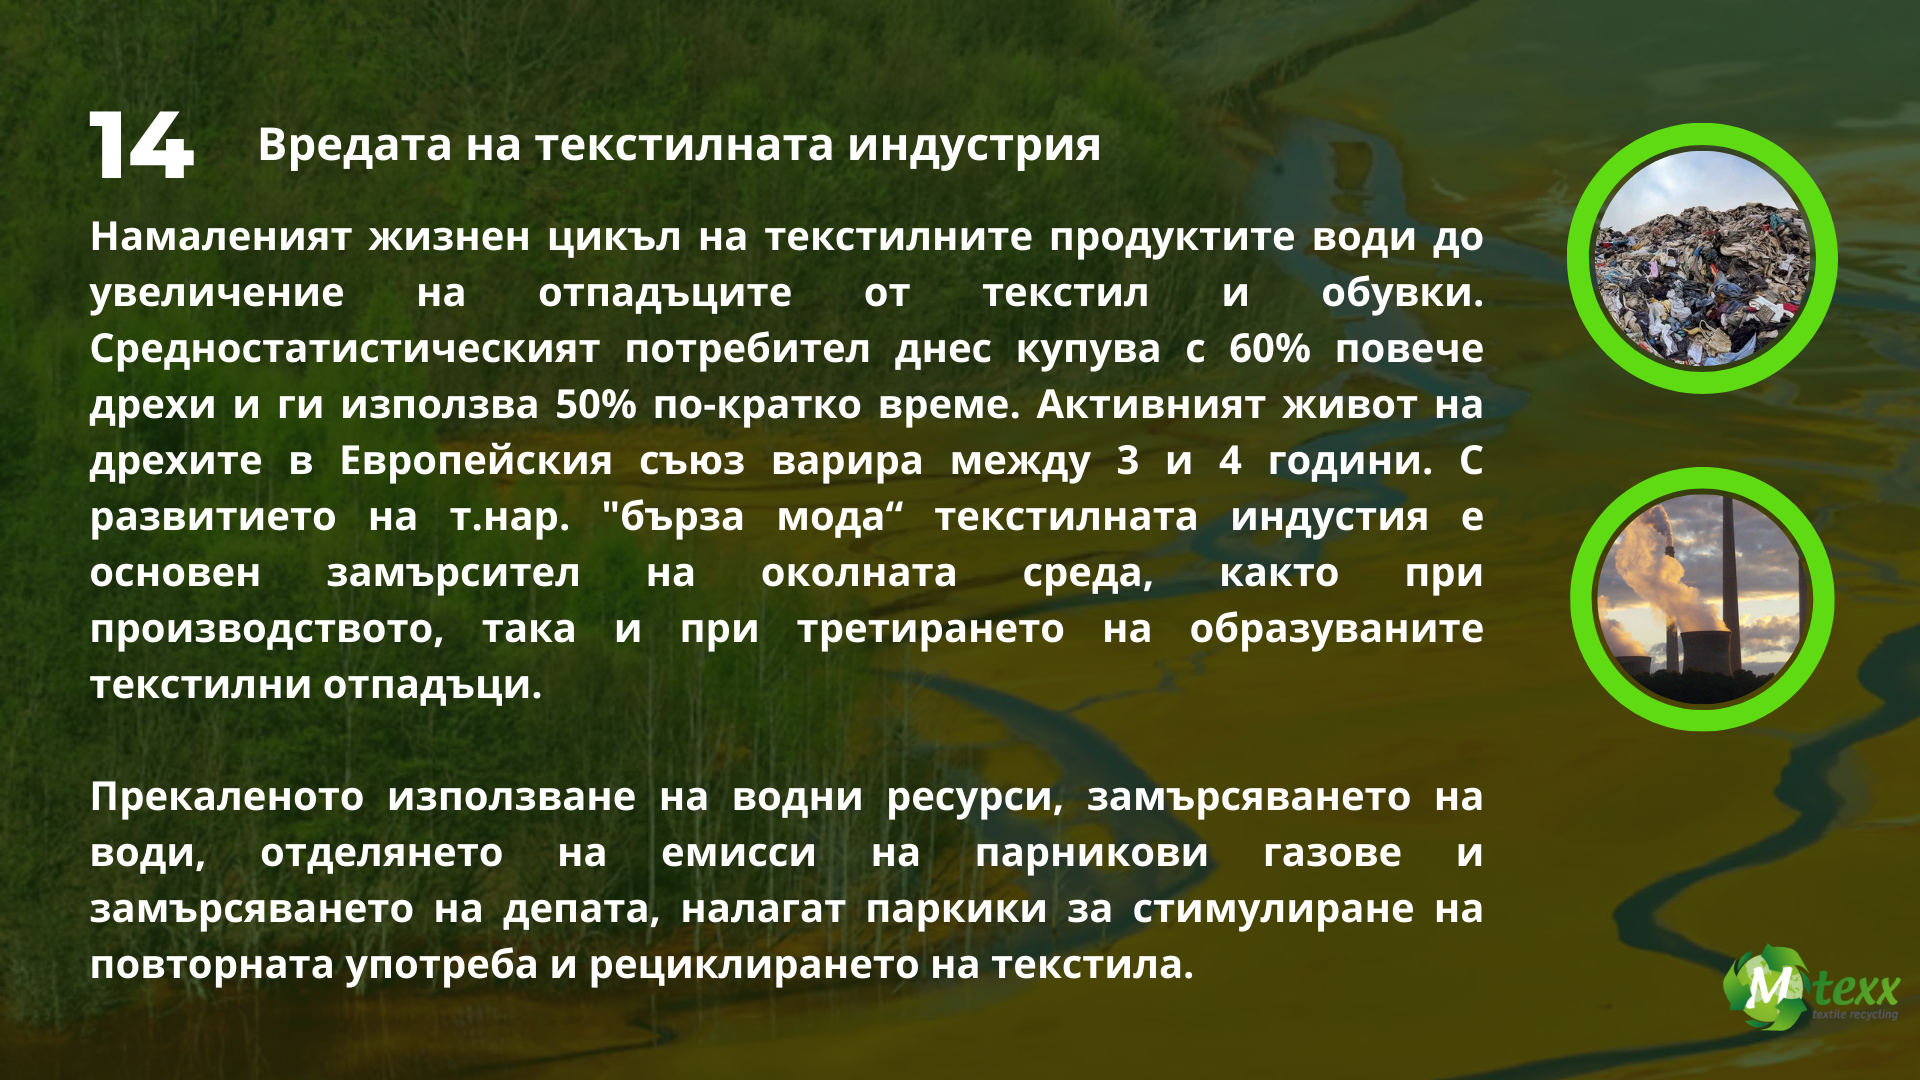 14 Вредата на текстилната индустрия
Намаленият жизнен цикъл на текстилните продуктите води до
увеличение на отпадъците от текстил и обувки.
Средностатистическият потребител днес купува с 60% повече
дрехи и ги използва 50% по-кратко време. Активният живот на
дрехите в Европейския съюз варира между 3 и 4 години. С
развитието на т.нар. "бърза мода“ текстилната индустия е
основен замърсител на околната среда, както при
производството, така и при третирането на образуваните
текстилни отпадъци.
Прекаленото използване на водни ресурси, замърсяването на
води, отделянето на емисси на парникови газове и
замърсяването на депата, налагат паркики за стимулиране на
повторната употреба и рециклирането на текстила.
M texx
textile recycling